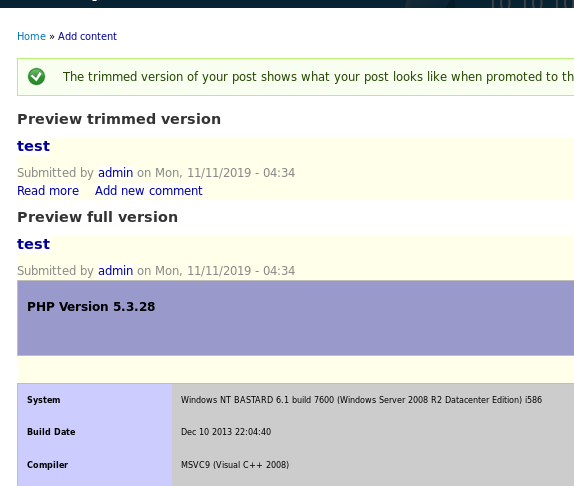 Home » Add content
The trimmed version of your post shows what your post looks like when promoted to th
Preview trimmed version
test
Submitted by admin on Mon, 11/11/2019 - 04:34
Read more Add new comment
Preview full version
test
Submitted by admin on Mon, 11/11/2019 - 04:34
PHP Version 5.3.28
System Windows NT BASTARD 6.1 build 7600 (Windows Server 2008 R2 Datacenter Edition) i586
Build Date Dec 10 2013 22:04:40
Compiler MSVC9 (Visual C++ 2008)